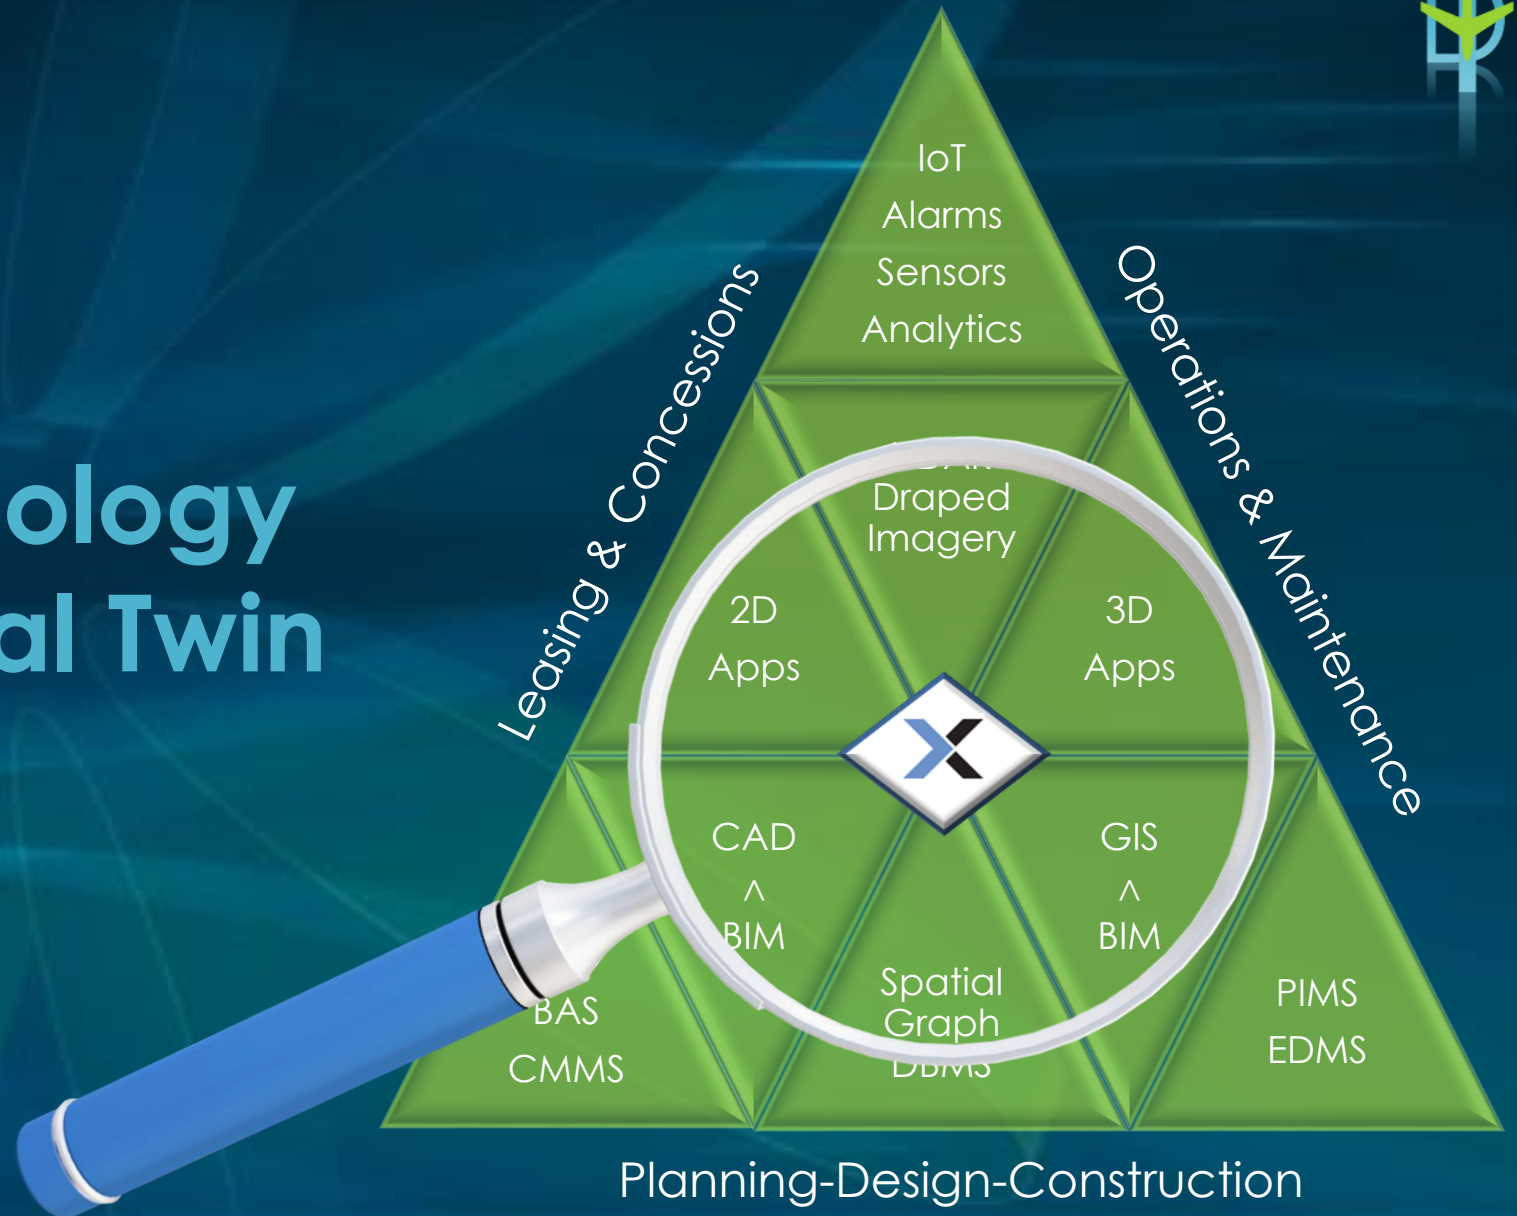 ology
al Twin
IoT
Alarms
Sensors
Analytics
Leasing & Concessions
Operations & Maintenance
Draped
Imagery
2D
Apps
3D
Apps
CAD
^
BIM
GIS
^
BIM
Spatial
Graph
DBMS
BAS
CMMS
PIMS
EDMS
Planning-Design-Construction